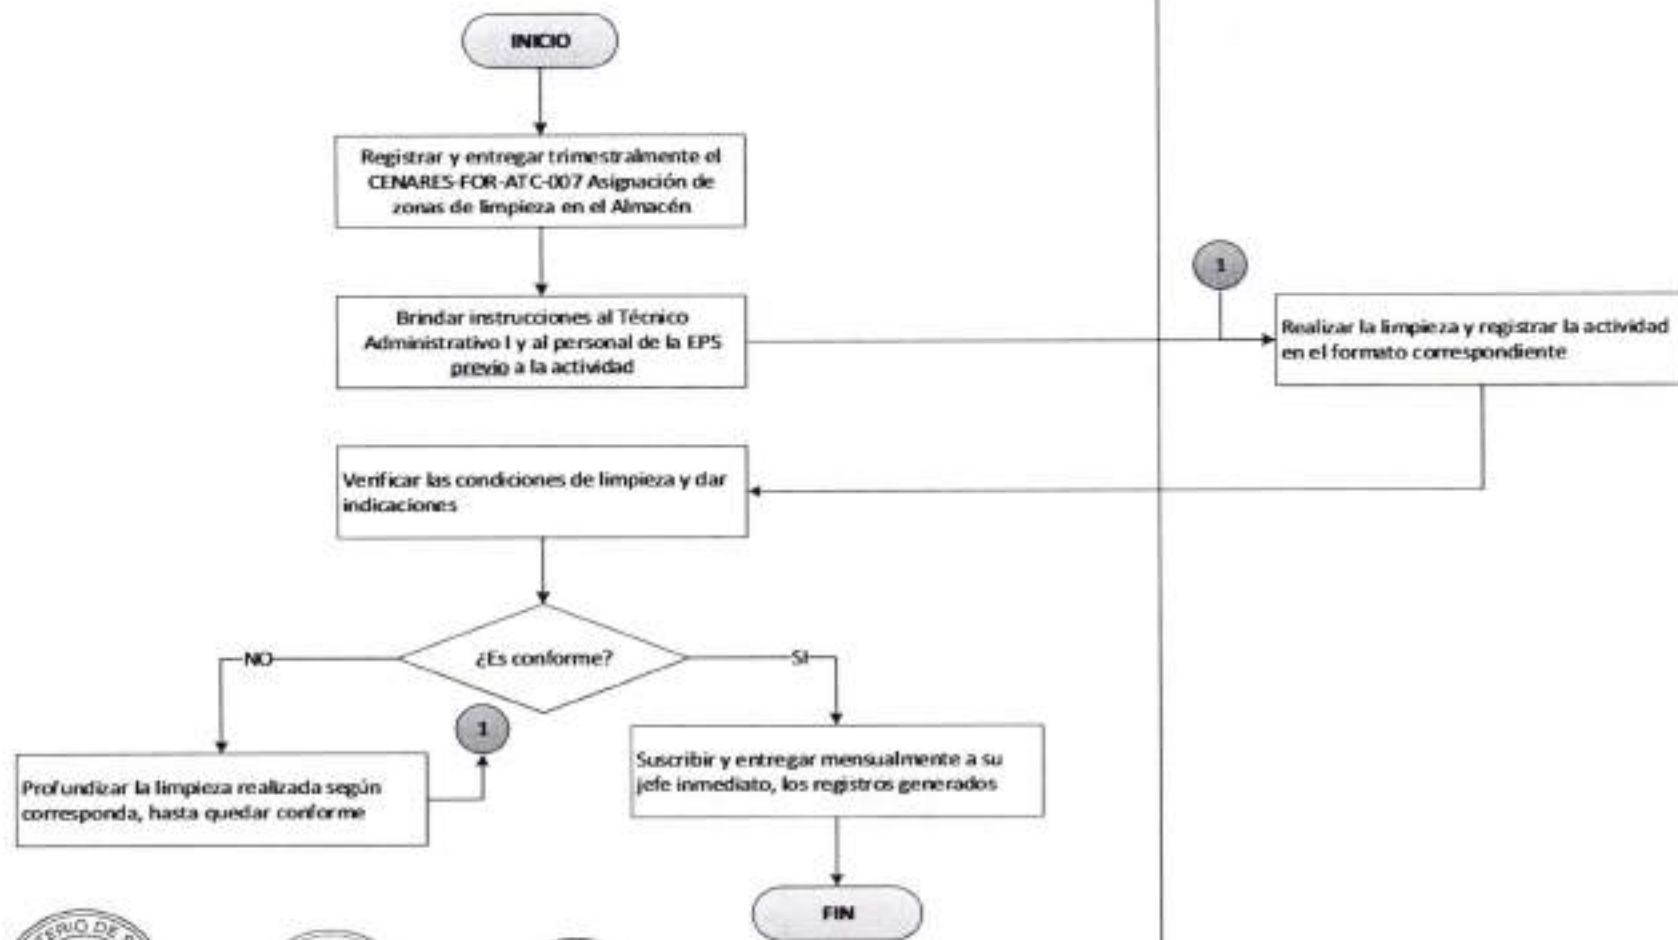 INICIO
Registrar y entregar trimestralmente el
CENARES-FOR-ATC-007 Asignación de
zonas de limpieza en el Almacén
1
Brindar instrucciones al Técnico
Administrativo I y al personal de la EPS
previo a la actividad
Realizar la limpieza y registrar la actividad
en el formato correspondiente
Verificar las condiciones de limpieza y dar
indicaciones
¿Es conforme?
NO
SI
1
Profundizar la limpieza realizada según
corresponda, hasta quedar conforme
Suscribir y entregar mensualmente a su
jefe inmediato, los registros generados
FIN